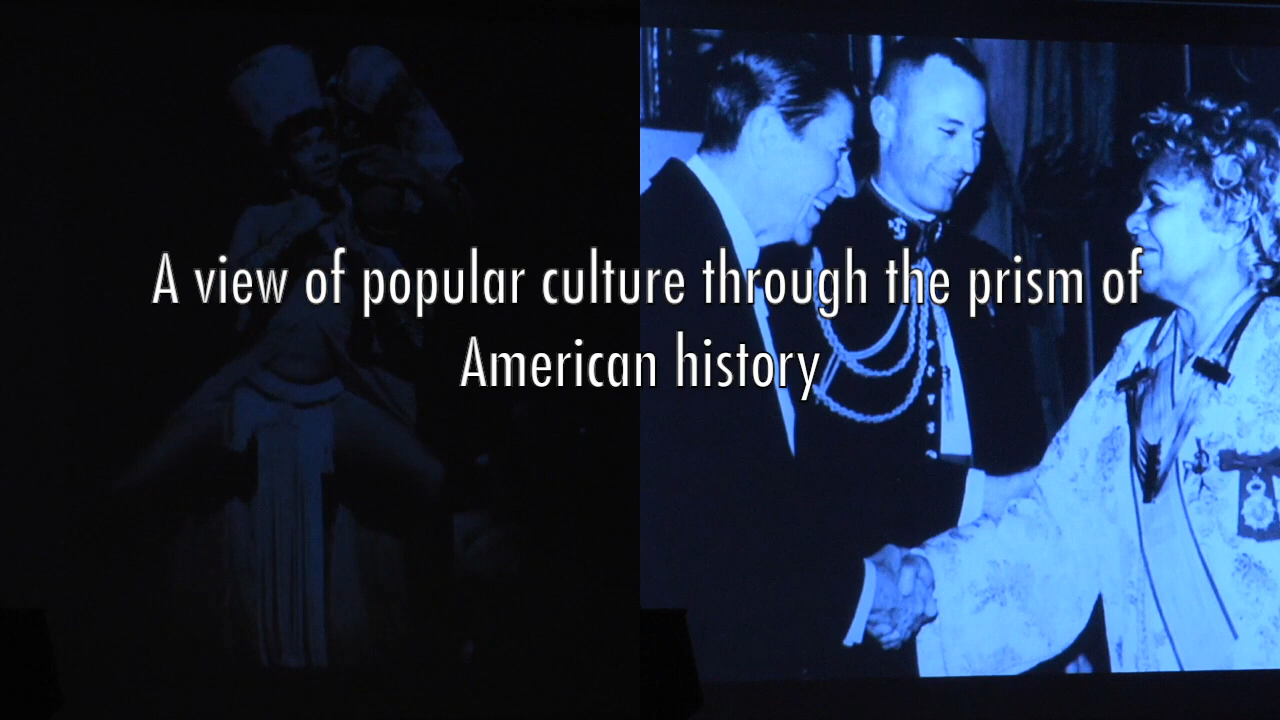 A view of popular culture through the prism of
American history